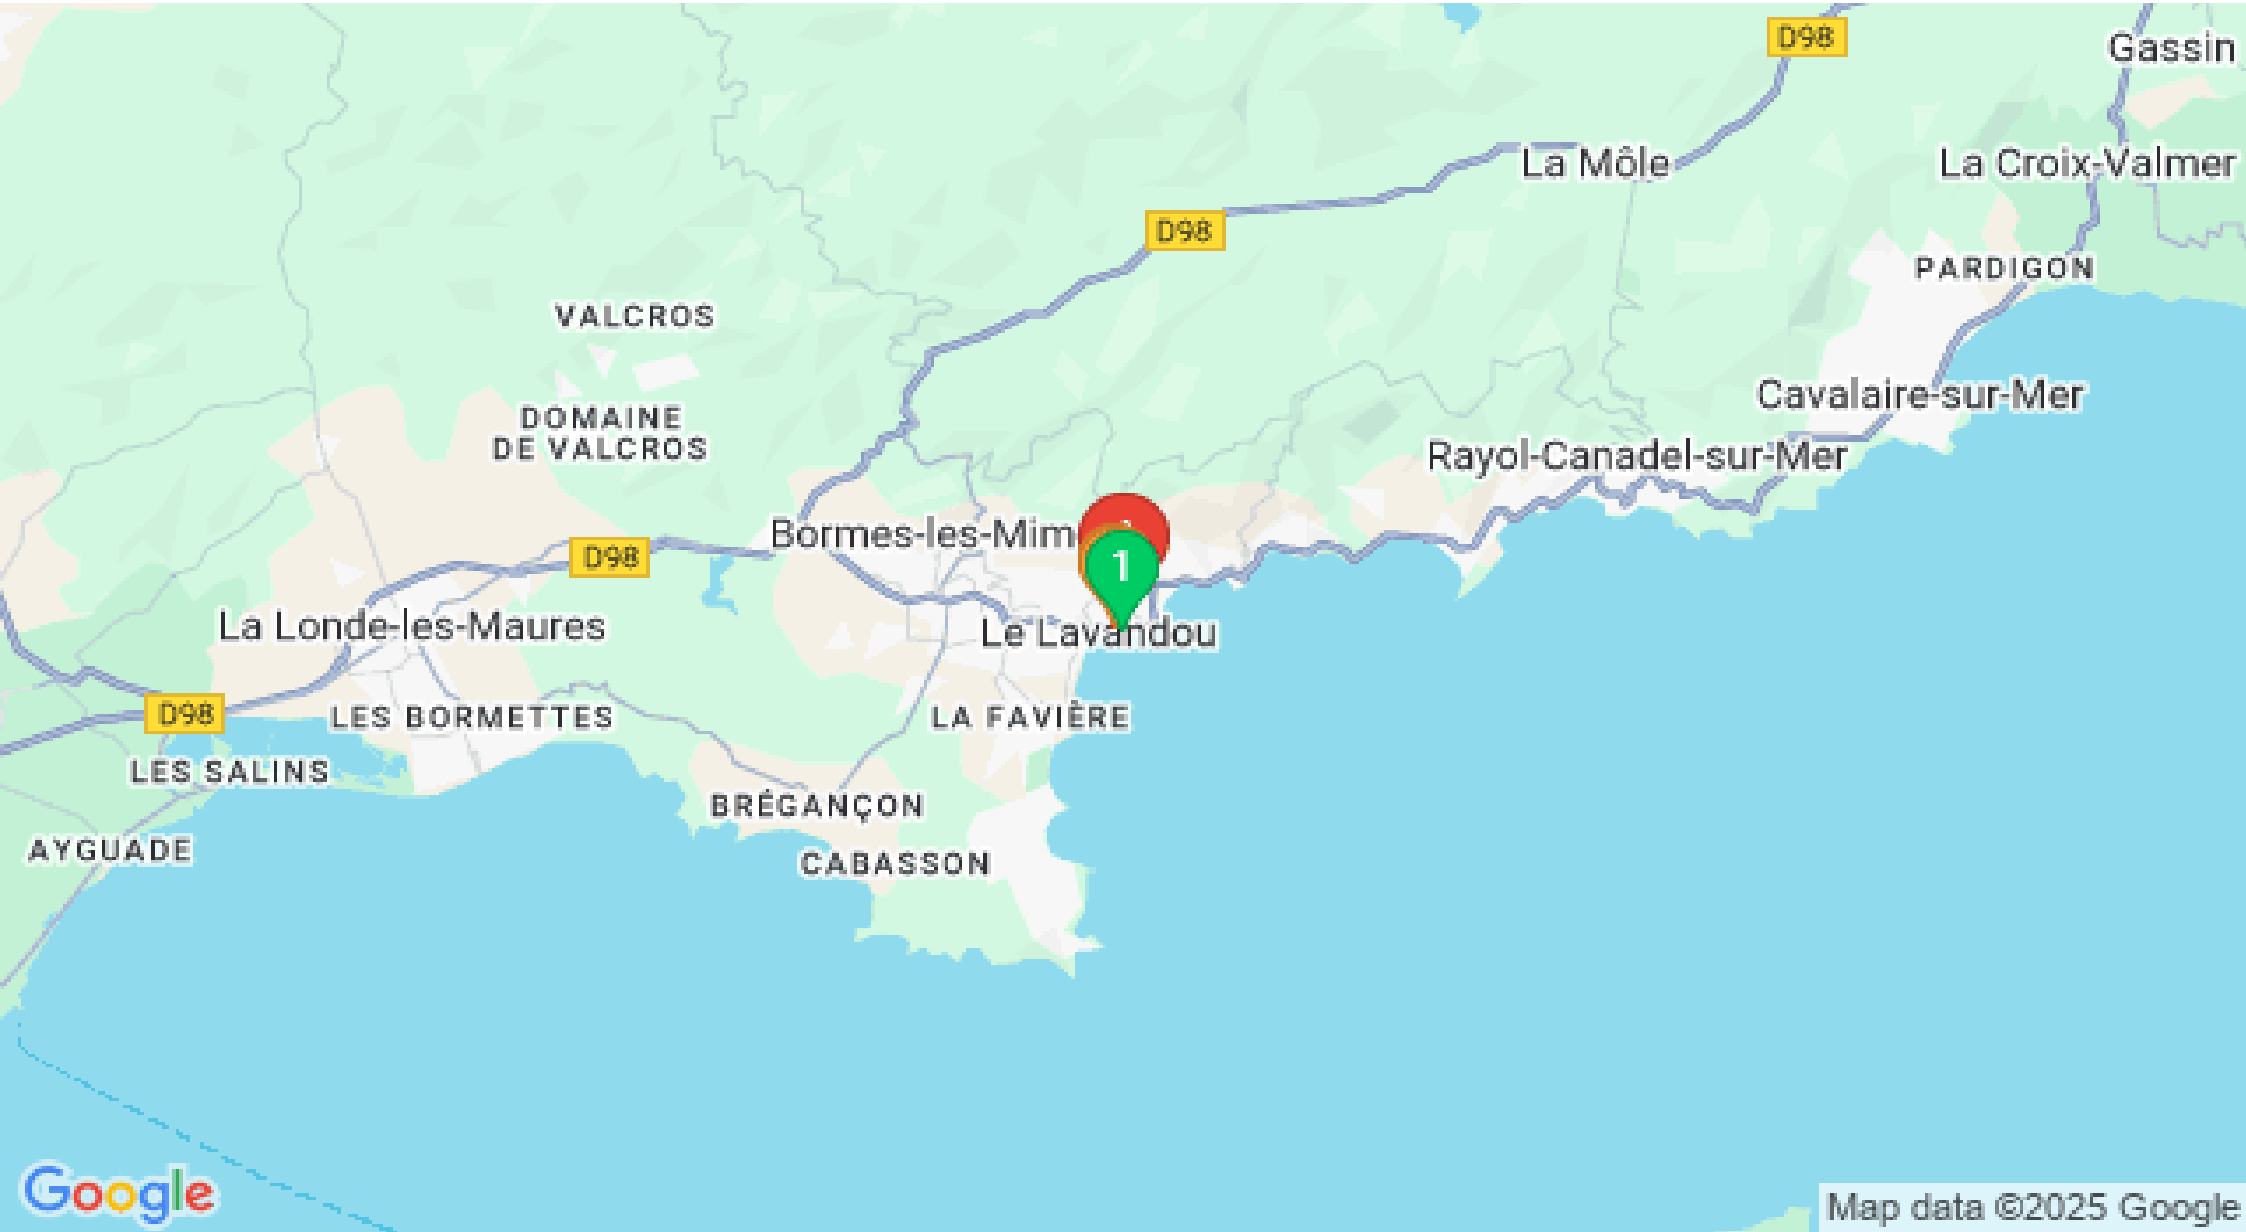 D98
Gassin
La Môle
La Croix-Valmer
D98
PARDIGON
VALCROS
Cavalaire-sur-Mer
DOMAINE
DE VALCROS
Rayol-Canadel-sur-Mer
Bormes-les-Mim
D98
1
La Londe-les-Maures
Le Lavandou
D98
LES BORMETTES
LA FAVIÈRE
LES SALINS
BRÉGANÇON
AYGUADE
CABASSON
Google
Map data ©2025 Google